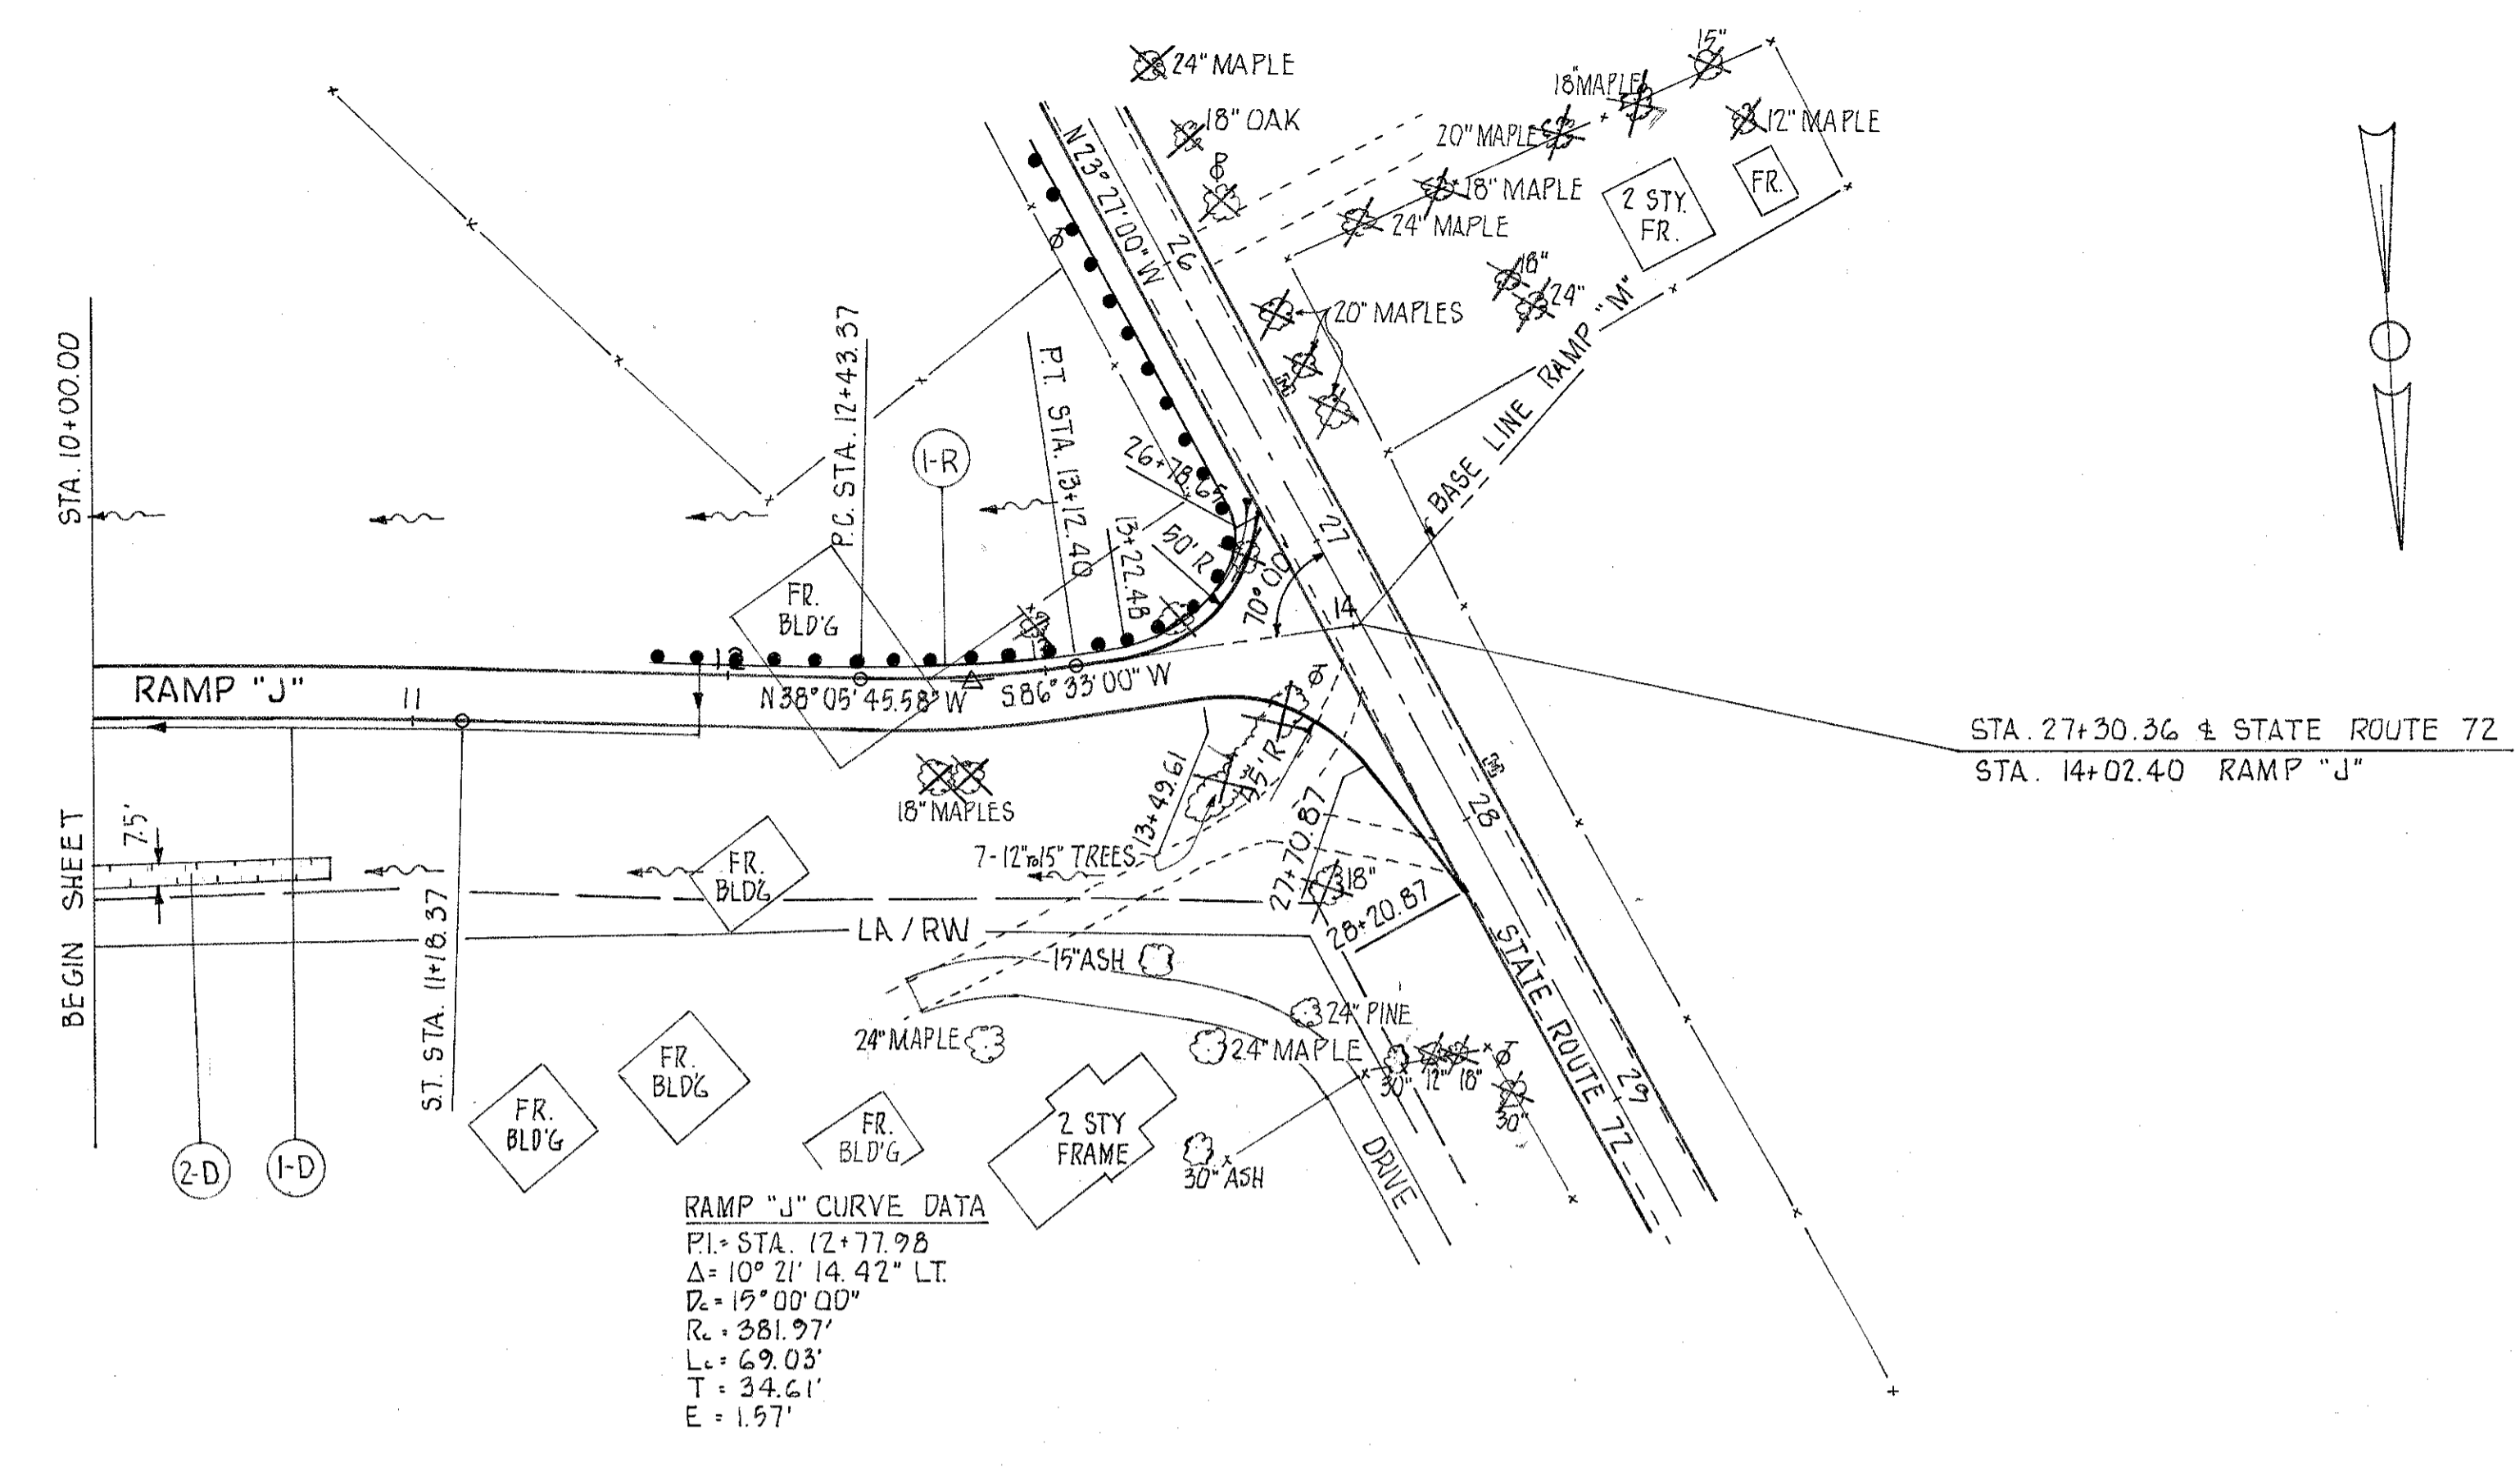 24" MAPLE
18" OAK
15"
18" MAPLE
20" MAPLE
12" MAPLE
18" MAPLE
24" MAPLE
2 STY.
FR.
FR.
18"
24"
20" MAPLES
N23°27'00"W
26
BASE LINE RAMP "M"
STA. 10+00.00
P.C. STA. 12+43.37
P.T. STA. 13+12.40
1-R
26+78.65
13+22.48
50' R
70°00'
27
14
FR.
BLD'G
12
13
RAMP "J"
11
N38°05'45.58"W
S86°33'00"W
STA. 27+30.36 ℄ STATE ROUTE 72
STA. 14+02.40 RAMP "J"
18" MAPLES
13+49.61
35' R
28
7.5'
BEGIN SHEET
S.T. STA. 11+18.37
FR.
BLD'G
7-12" to 15" TREES
27+70.87
18"
28+20.87
LA/RW
15" ASH
24" MAPLE
24" PINE
24" MAPLE
30"
12"
18"
30"
STATE ROUTE 72
29
FR.
BLD'G
FR.
BLD'G
FR.
BLD'G
2 STY
FRAME
30" ASH
DRIVE
2-D
1-D
RAMP "J" CURVE DATA
P.I.= STA. 12+77.98
Δ= 10° 21' 14.42" LT.
Dc = 15°00'00"
Rc = 381.97'
Lc = 69.03'
T = 34.61'
E = 1.57'